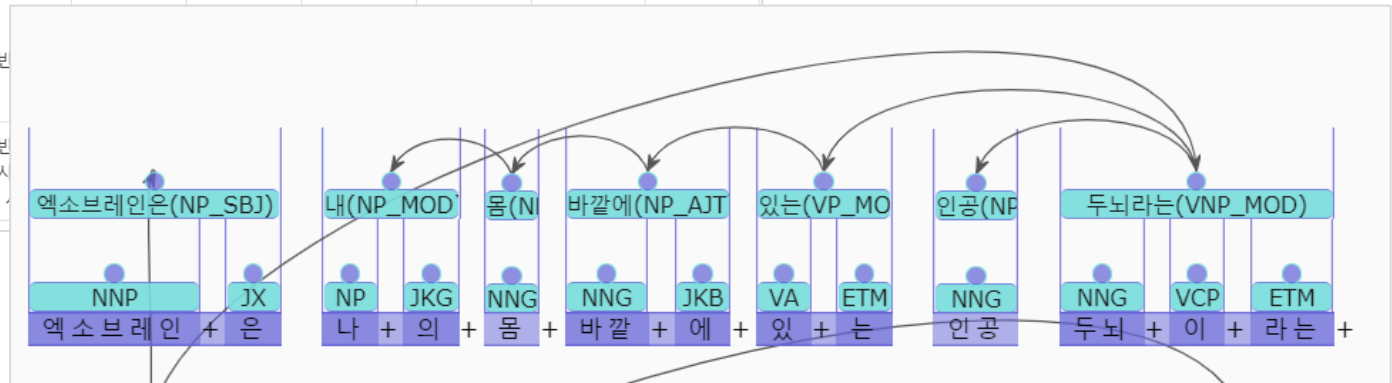 엑소브레인은(NP_SBJ) 내(NP_MOD) 몸(N 바깥에(NP_AJT 있는(VP_MO 인공(NP 두뇌라는(VNP_MOD)
NNP JX NP JKG NNG NNG JKB VA ETM NNG NNG VCP ETM
엑소브레인 + 은 나 + 의 + 몸 + 바깥 + 에 + 있 + 는 인공 두뇌 + 이 + 라는 +